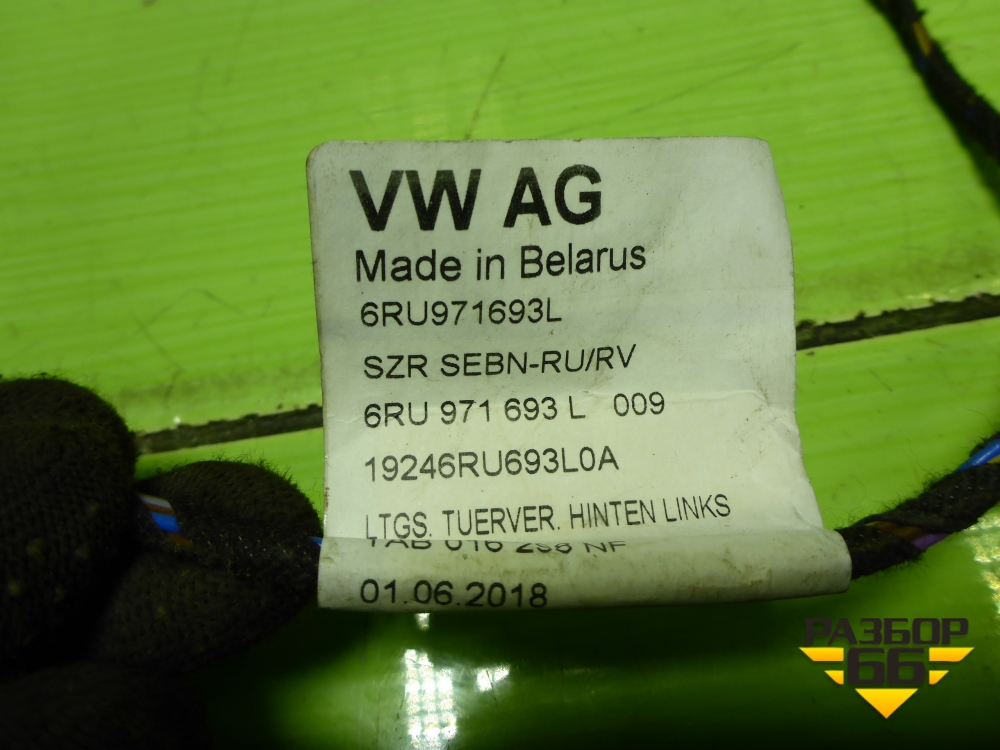 VW AG
Made in Belarus
6RU971693L
SZR SEBN-RU/RV
6RU 971 693 L 009
19246RU693L0A
LTGS. TUERVER. HINTEN LINKS
01.06.2018
РАЗБОР
66